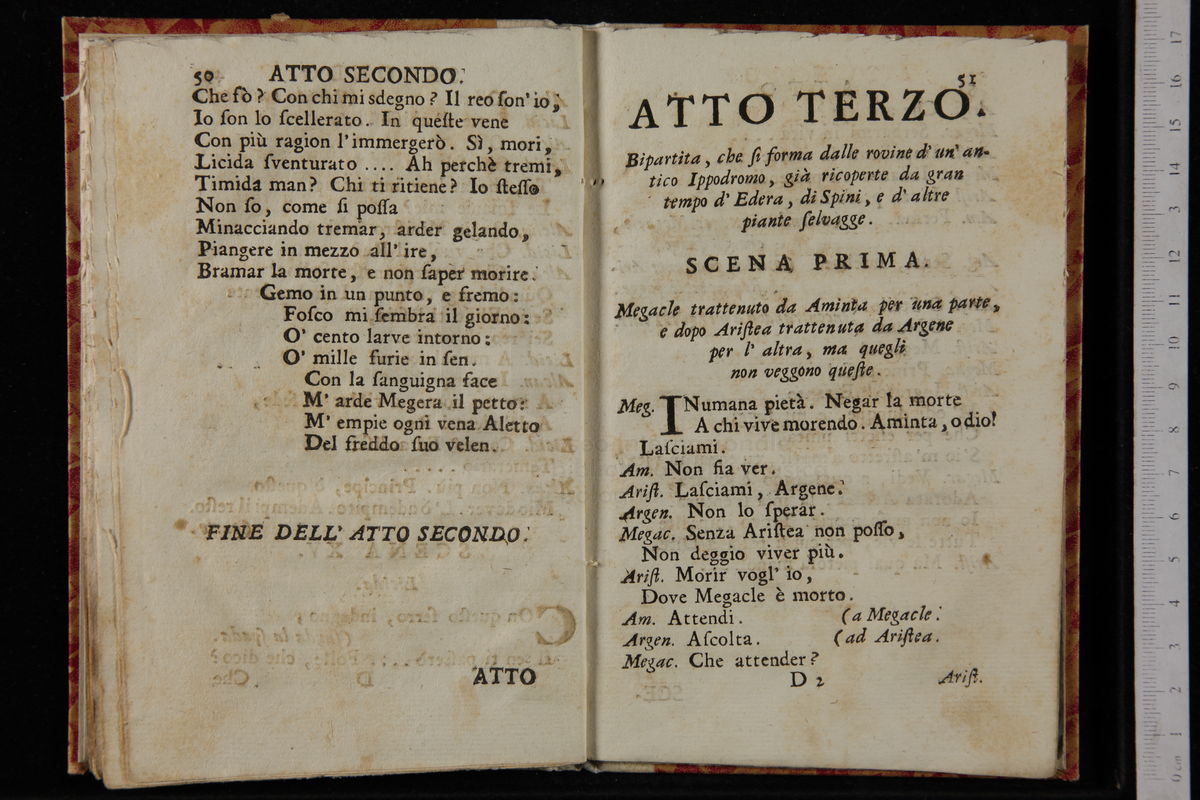 50 ATTO SECONDO.
Che fò? Con chi mi sdegno? Il reo ſon' io,
Io ſon lo ſcellerato. In queſte vene
Con più ragion l'immergerò. Sì, mori,
Licida ſventurato .... Ah perchè tremi,
Timida man? Chi ti ritiene? Io ſteſſo
Non ſo, come ſi poſſa
Minacciando tremar, arder gelando,
Piangere in mezzo all' ire,
Bramar la morte, e non ſaper morire.
Gemo in un punto, e fremo:
Foſco mi ſembra il giorno:
O' cento larve intorno:
O' mille furie in ſen.
Con la ſanguigna face
M' arde Megera il petto:
M' empie ogni vena Aletto
Del freddo ſuo velen.
FINE DELL' ATTO SECONDO.
ATTO
51
ATTO TERZO.
Bipartita, che ſi forma dalle rovine d' un' an-
tico Ippodromo, già ricoperte da gran
tempo d' Edera, di Spini, e d' altre
piante ſelvagge.
SCENA PRIMA.
Megacle trattenuto da Aminta per una parte,
e dopo Ariſtea trattenuta da Argene
per l' altra, ma quegli
non veggono queſte.
Meg. INumana pietà. Negar la morte
A chi vive morendo. Aminta, o dio!
Laſciami.
Am. Non fia ver.
Ariſt. Laſciami, Argene.
Argen. Non lo ſperar.
Megac. Senza Ariſtea non poſſo,
Non deggio viver più.
Ariſt. Morir vogl' io,
Dove Megacle è morto.
Am. Attendi. (a Megacle.
Argen. Aſcolta. (ad Ariſtea.
Megac. Che attender?
D 2 Ariſt.